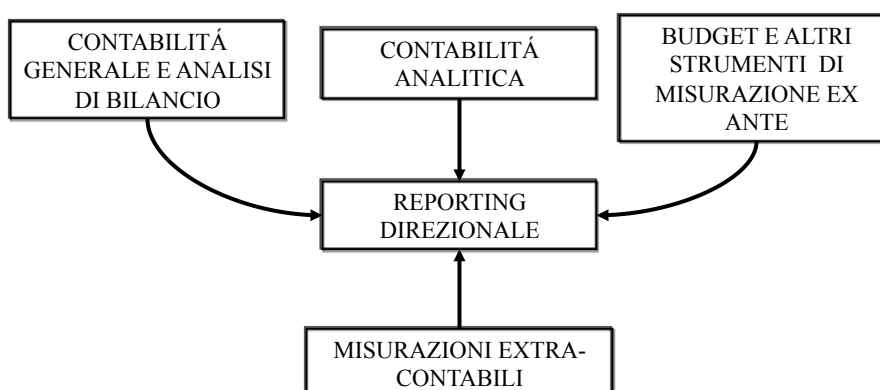 CONTABILITÁ
GENERALE E ANALISI
DI BILANCIO
CONTABILITÁ
ANALITICA
BUDGET E ALTRI
STRUMENTI DI
MISURAZIONE EX
ANTE
REPORTING
DIREZIONALE
MISURAZIONI EXTRA-
CONTABILI